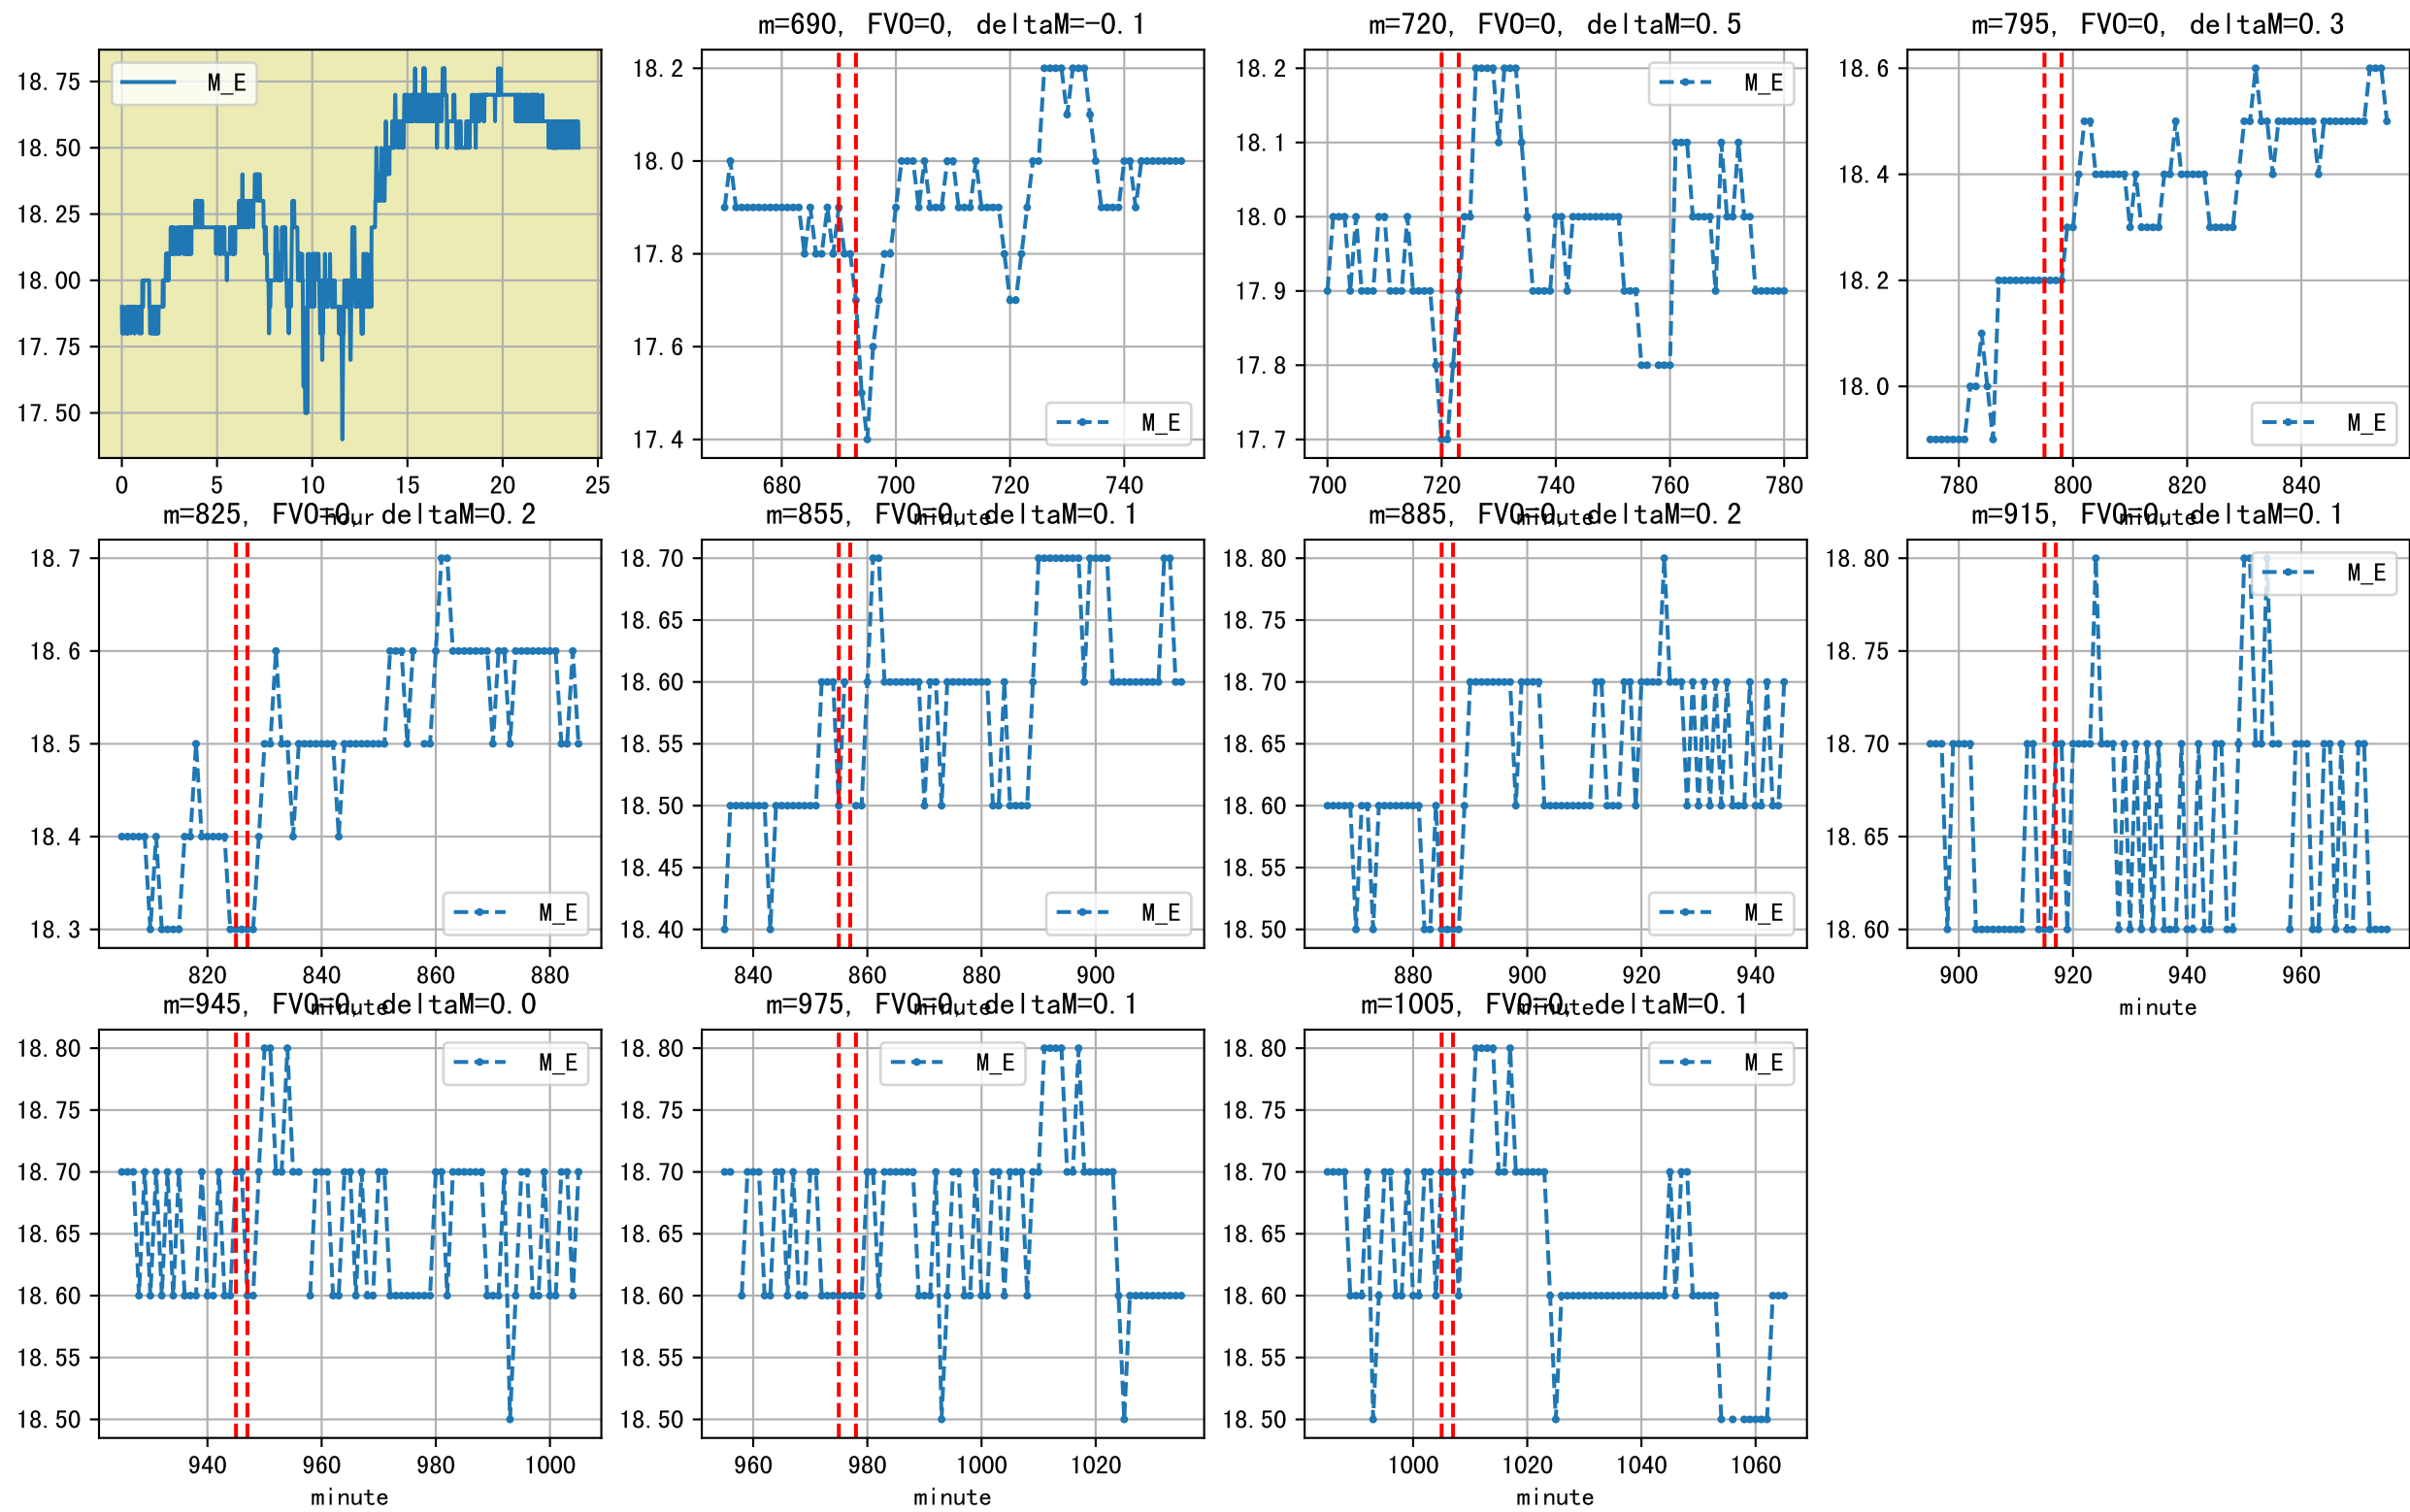 m=690, FVO=0, deltaM=-0.1
m=720, FVO=0, deltaM=0.5
m=795, FVO=0, deltaM=0.3
M_E
18.75
18.50
18.25
18.00
17.75
17.50
0 5 10 15 20 25
hour
M_E
18.2
18.0
17.8
17.6
17.4
680 700 720 740
minute
M_E
18.2
18.1
18.0
17.9
17.8
17.7
700 720 740 760 780
minute
M_E
18.6
18.4
18.2
18.0
780 800 820 840
minute
m=825, FVO=0, deltaM=0.2
M_E
18.7
18.6
18.5
18.4
18.3
820 840 860 880
minute
m=855, FVO=0, deltaM=0.1
M_E
18.70
18.65
18.60
18.55
18.50
18.45
18.40
840 860 880 900
minute
m=885, FVO=0, deltaM=0.2
M_E
18.80
18.75
18.70
18.65
18.60
18.55
18.50
880 900 920 940
minute
m=915, FVO=0, deltaM=0.1
M_E
18.80
18.75
18.70
18.65
18.60
900 920 940 960
minute
m=945, FVO=0, deltaM=0.0
M_E
18.80
18.75
18.70
18.65
18.60
18.55
18.50
940 960 980 1000
minute
m=975, FVO=0, deltaM=0.1
M_E
18.80
18.75
18.70
18.65
18.60
18.55
18.50
960 980 1000 1020
minute
m=1005, FVO=0, deltaM=0.1
M_E
18.80
18.75
18.70
18.65
18.60
18.55
18.50
1000 1020 1040 1060
minute